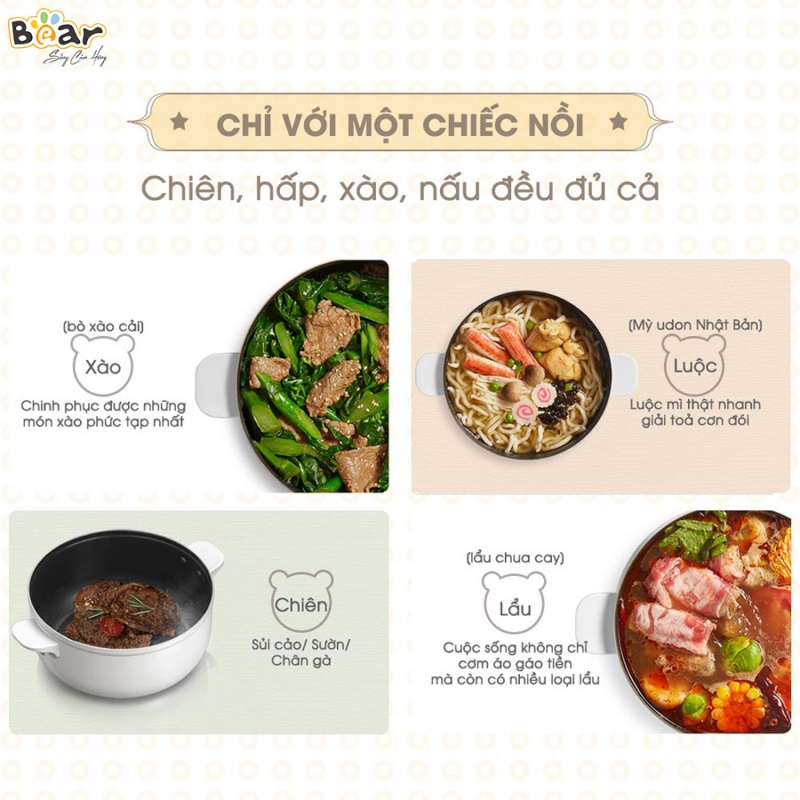 Bear
Sống Cảm Hứng
CHỈ VỚI MỘT CHIẾC NỒI
Chiên, hấp, xào, nấu đều đủ cả
(bò xào cải)
Xào
Chinh phục được những
món xào phức tạp nhất
(Mỳ udon Nhật Bản)
Luộc
Luộc mì thật nhanh
giải toả cơn đói
Chiên
Sủi cảo/ Sườn/
Chân gà
(lẩu chua cay)
Lẩu
Cuộc sống không chỉ
cơm áo gáo tiền
mà còn có nhiều loại lẩu